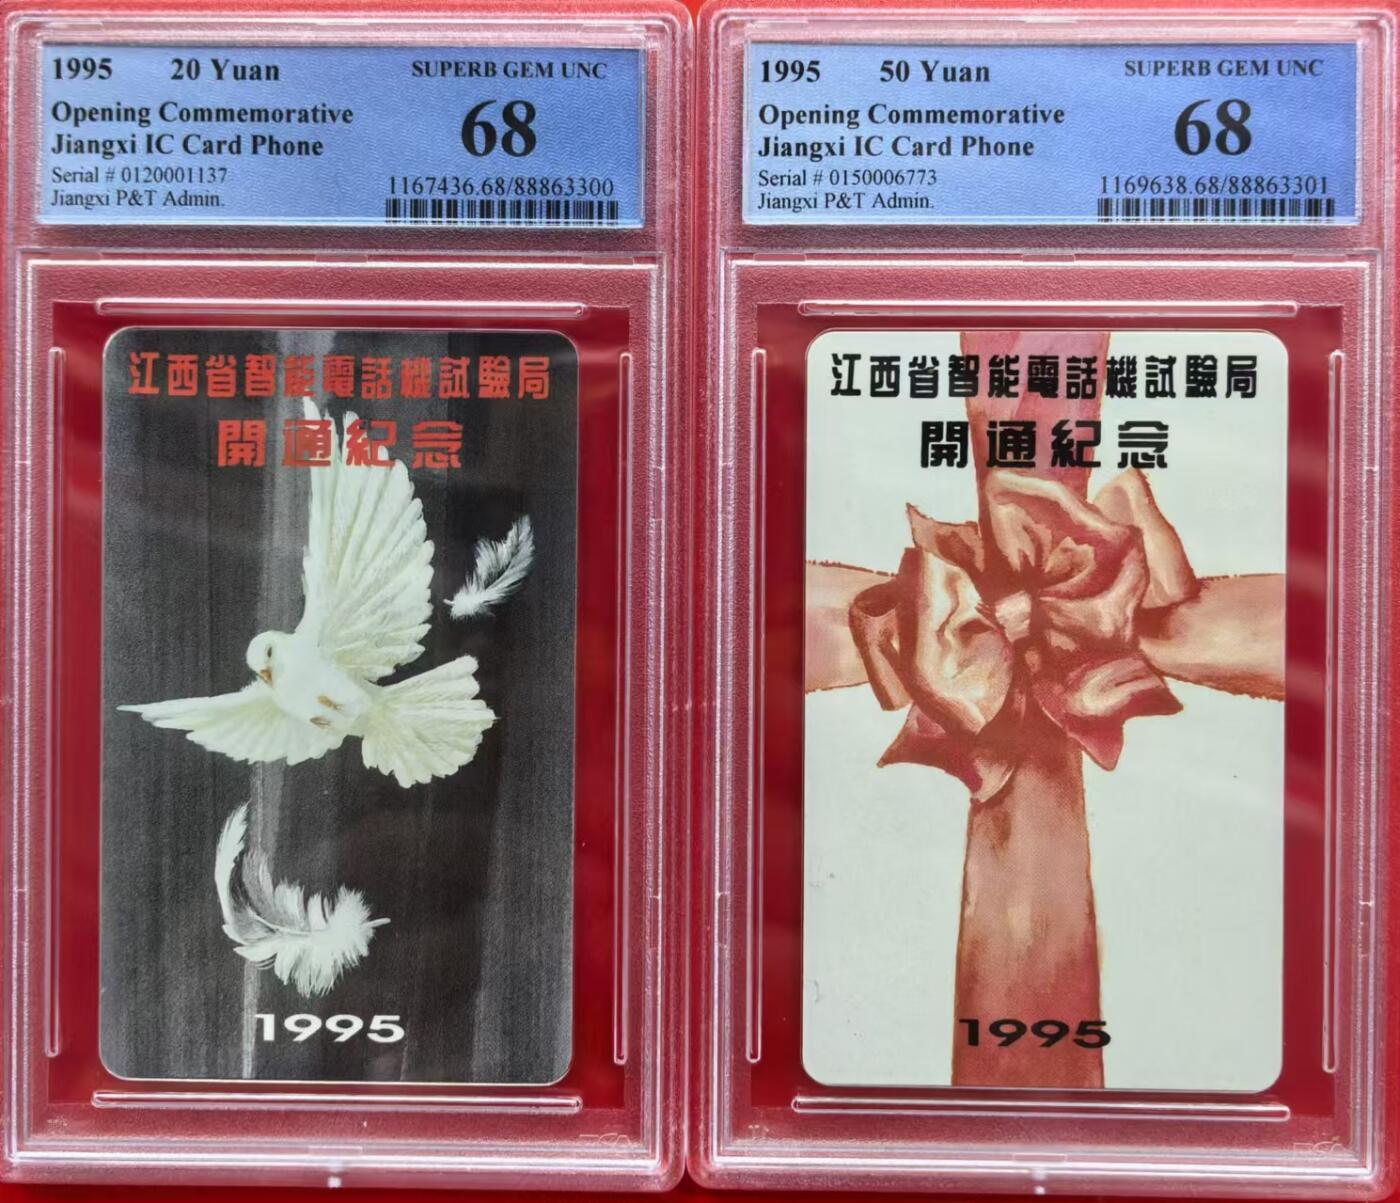 1995 20 Yuan
SUPERB GEM UNC
Opening Commemorative
Jiangxi IC Card Phone
68
Serial # 0120001137
Jiangxi P&T Admin.
1167436.68/88863300
江西省智能電話機試驗局
開通紀念
1995
1995 50 Yuan
SUPERB GEM UNC
Opening Commemorative
Jiangxi IC Card Phone
68
Serial # 0150006773
Jiangxi P&T Admin.
1169638.68/88863301
江西省智能電話機試驗局
開通紀念
1995